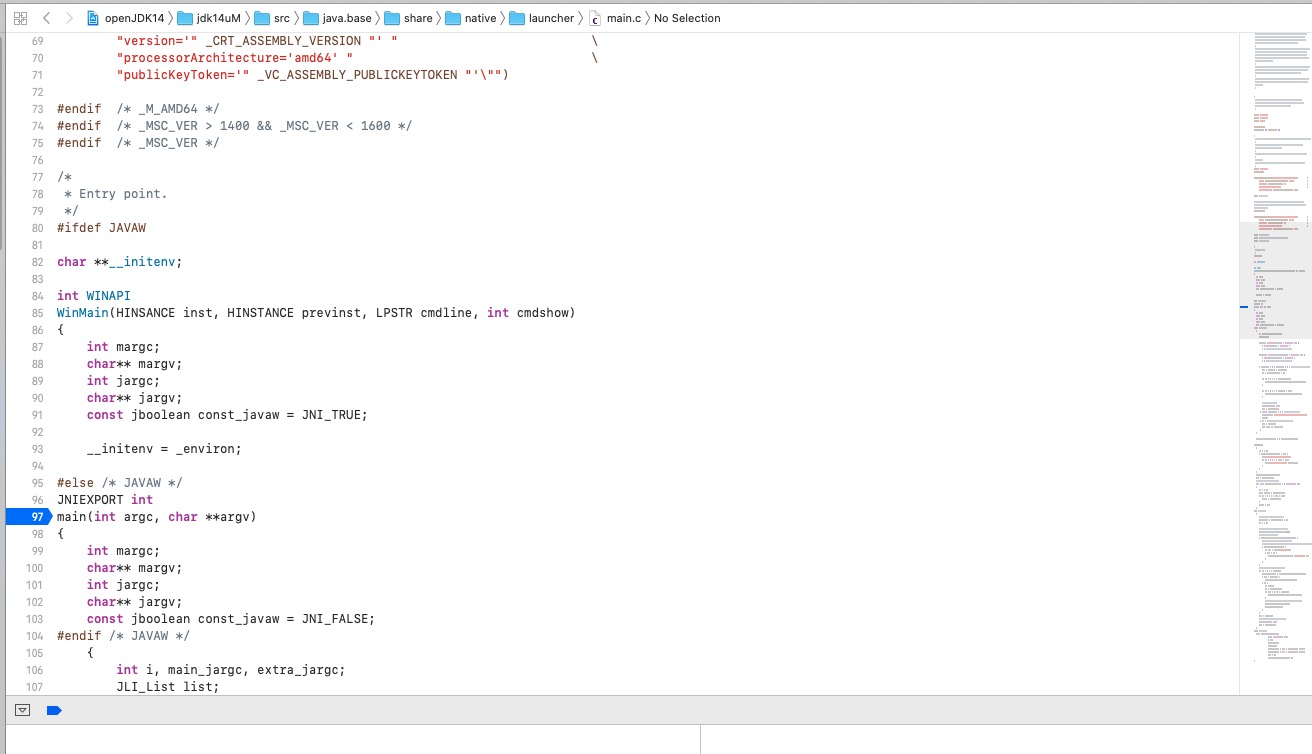 openJDK14 jdk14uM src java.base share native launcher main.c No Selection
69 "version='" _CRT_ASSEMBLY_VERSION "' " \
70 "processorArchitecture='amd64' " \
71 "publicKeyToken='" _VC_ASSEMBLY_PUBLICKEYTOKEN "'\"")
72
73 #endif /* _M_AMD64 */
74 #endif /* _MSC_VER > 1400 && _MSC_VER < 1600 */
75 #endif /* _MSC_VER */
76
77 /*
78 * Entry point.
79 */
80 #ifdef JAVAW
81
82 char **__initenv;
83
84 int WINAPI
85 WinMain(HINSANCE inst, HINSTANCE previnst, LPSTR cmdline, int cmdshow)
86 {
87 int margc;
88 char** margv;
89 int jargc;
90 char** jargv;
91 const jboolean const_javaw = JNI_TRUE;
92
93 __initenv = _environ;
94
95 #else /* JAVAW */
96 JNIEXPORT int
97 main(int argc, char **argv)
98 {
99 int margc;
100 char** margv;
101 int jargc;
102 char** jargv;
103 const jboolean const_javaw = JNI_FALSE;
104 #endif /* JAVAW */
105 {
106 int i, main_jargc, extra_jargc;
107 JLI_List list;